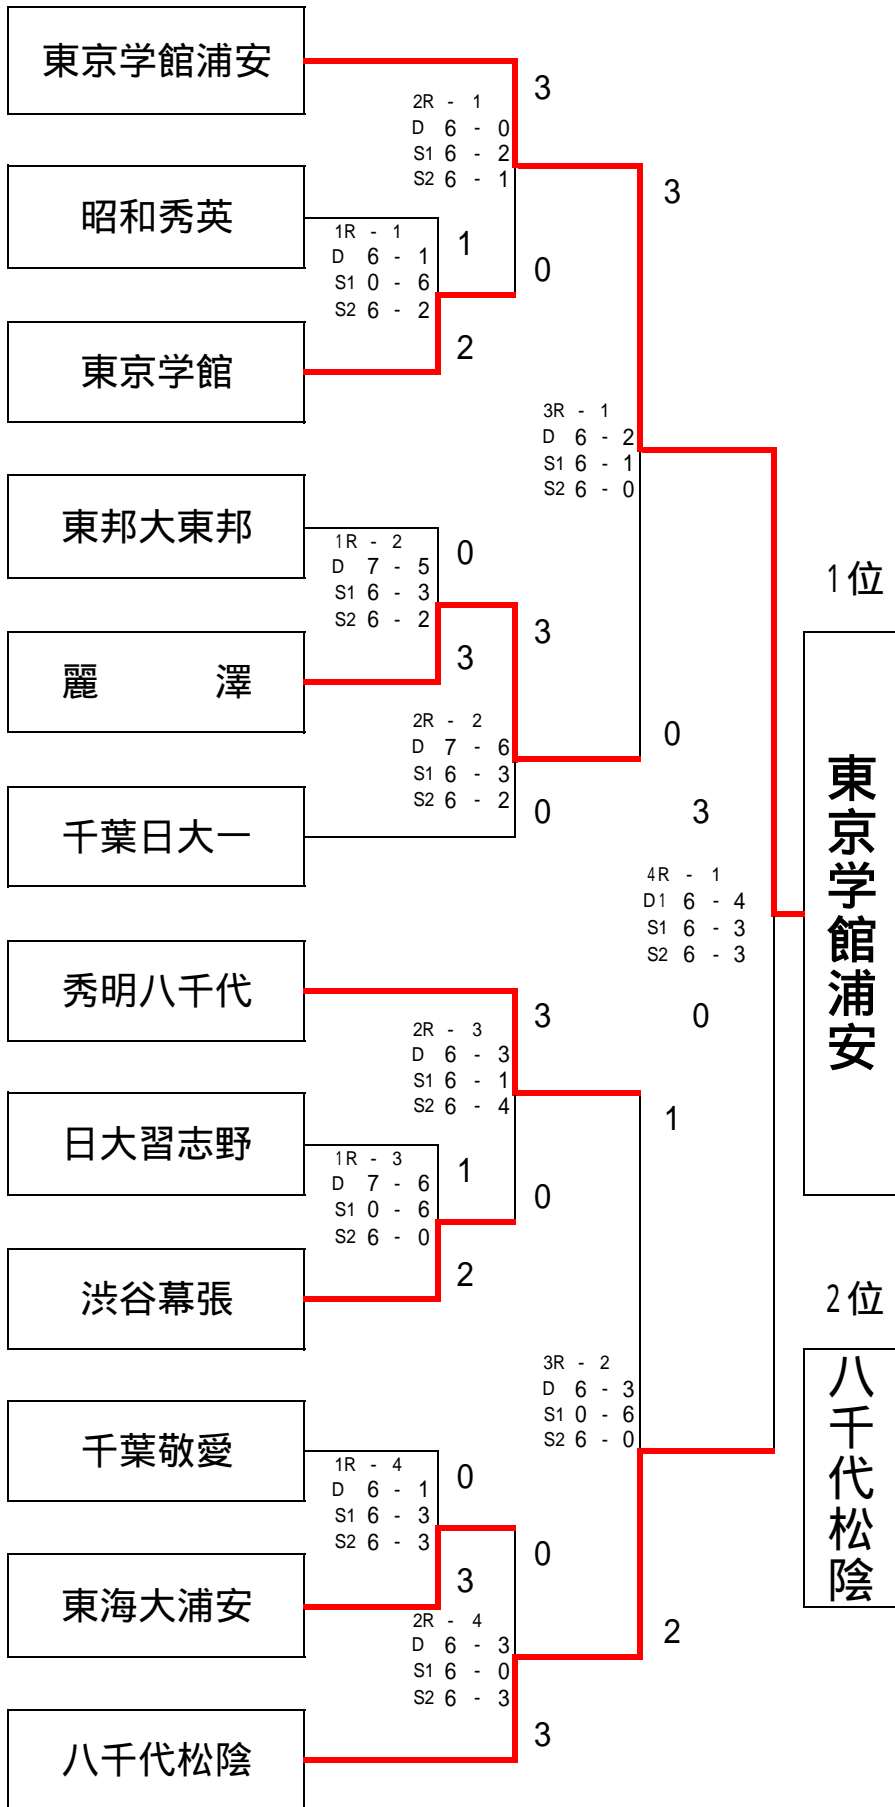 東京学館浦安
3
2R - 1
D 6 - 0
S1 6 - 2
S2 6 - 1
3
昭和秀英
1R - 1
D 6 - 1
S1 0 - 6
S2 6 - 2
1
0
東京学館
2
3R - 1
D 6 - 2
S1 6 - 1
S2 6 - 0
東邦大東邦
1R - 2
D 7 - 5
S1 6 - 3
S2 6 - 2
0
3
麗 澤
3
2R - 2
D 7 - 6
S1 6 - 3
S2 6 - 2
0
千葉日大一
0
3
4R - 1
D1 6 - 4
S1 6 - 3
S2 6 - 3
0
1位
東京学館浦安
秀明八千代
3
2R - 3
D 6 - 3
S1 6 - 1
S2 6 - 4
1
日大習志野
1R - 3
D 7 - 6
S1 0 - 6
S2 6 - 0
1
0
渋谷幕張
2
3R - 2
D 6 - 3
S1 0 - 6
S2 6 - 0
2位
八千代松陰
千葉敬愛
1R - 4
D 6 - 1
S1 6 - 3
S2 6 - 3
0
0
東海大浦安
3
2R - 4
D 6 - 3
S1 6 - 0
S2 6 - 3
2
八千代松陰
3